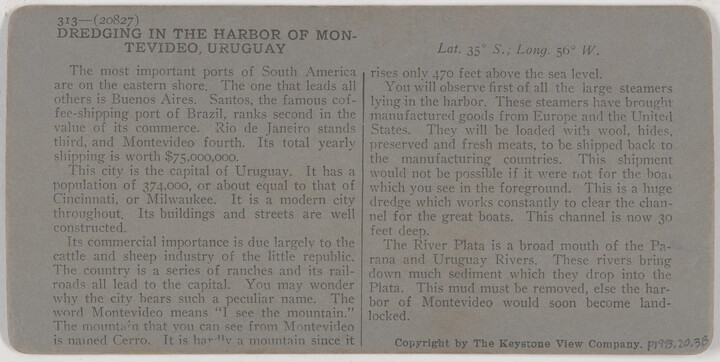 313—(20827)
DREDGING IN THE HARBOR OF MON-
TEVIDEO, URUGUAY
The most important ports of South America
are on the eastern shore. The one that leads all
others is Buenos Aires. Santos, the famous cof-
fee-shipping port of Brazil, ranks second in the
value of its commerce. Rio de Janeiro stands
third, and Montevideo fourth. Its total yearly
shipping is worth $75,000,000.
This city is the capital of Uruguay. It has a
population of 374,000, or about equal to that of
Cincinnati, or Milwaukee. It is a modern city
throughout. Its buildings and streets are well
constructed.
Its commercial importance is due largely to the
cattle and sheep industry of the little republic.
The country is a series of ranches and its rail-
roads all lead to the capital. You may wonder
why the city bears such a peculiar name. The
word Montevideo means "I see the mountain."
The mountain that you can see from Montevideo
is named Cerro. It is hardly a mountain since it
Lat. 35° S.; Long. 56° W.
rises only 470 feet above the sea level.
You will observe first of all the large steamers
lying in the harbor. These steamers have brought
manufactured goods from Europe and the United
States. They will be loaded with wool, hides,
preserved and fresh meats, to be shipped back to
the manufacturing countries. This shipment
would not be possible if it were not for the boat
which you see in the foreground. This is a huge
dredge which works constantly to clear the chan-
nel for the great boats. This channel is now 30
feet deep.
The River Plata is a broad mouth of the Pa-
rana and Uruguay Rivers. These rivers bring
down much sediment which they drop into the
Plata. This mud must be removed, else the har-
bor of Montevideo would soon become land-
locked.
Copyright by The Keystone View Company.